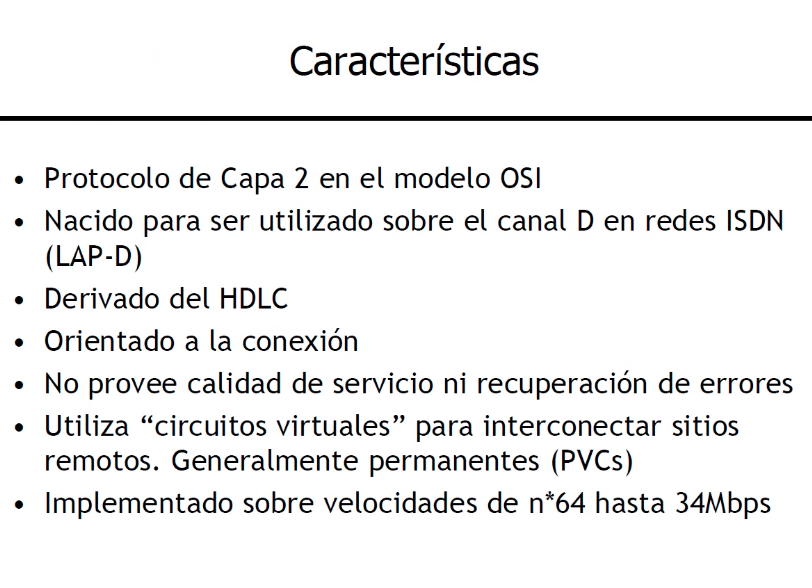 Características
• Protocolo de Capa 2 en el modelo OSI
• Nacido para ser utilizado sobre el canal D en redes ISDN
(LAP-D)
• Derivado del HDLC
• Orientado a la conexión
• No provee calidad de servicio ni recuperación de errores
• Utiliza “circuitos virtuales” para interconectar sitios
remotos. Generalmente permanentes (PVCs)
• Implementado sobre velocidades de n*64 hasta 34Mbps